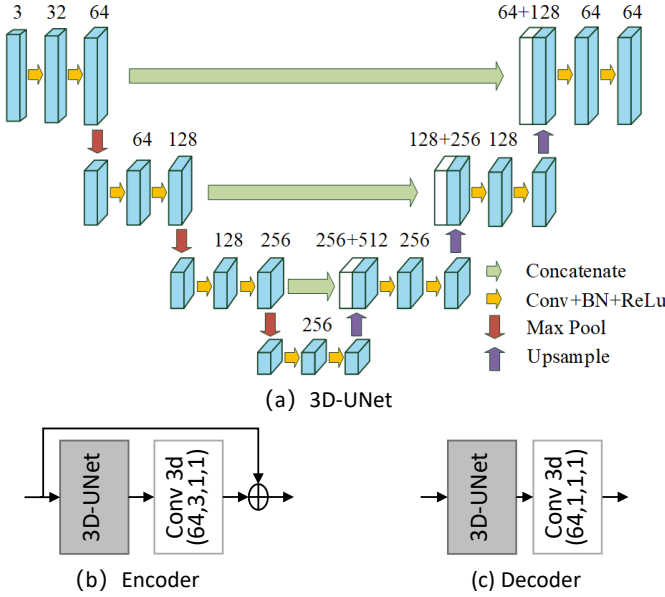 3 32 64 64+128 64 64
64 128 128+256 128
128 256 256+512 256
256
Concatenate
Conv+BN+ReLu
Max Pool
Upsample
(a) 3D-UNet
3D-UNet
Conv 3d
(64,3,1,1)
3D-UNet
Conv 3d
(64,1,1,1)
(b) Encoder
(c) Decoder